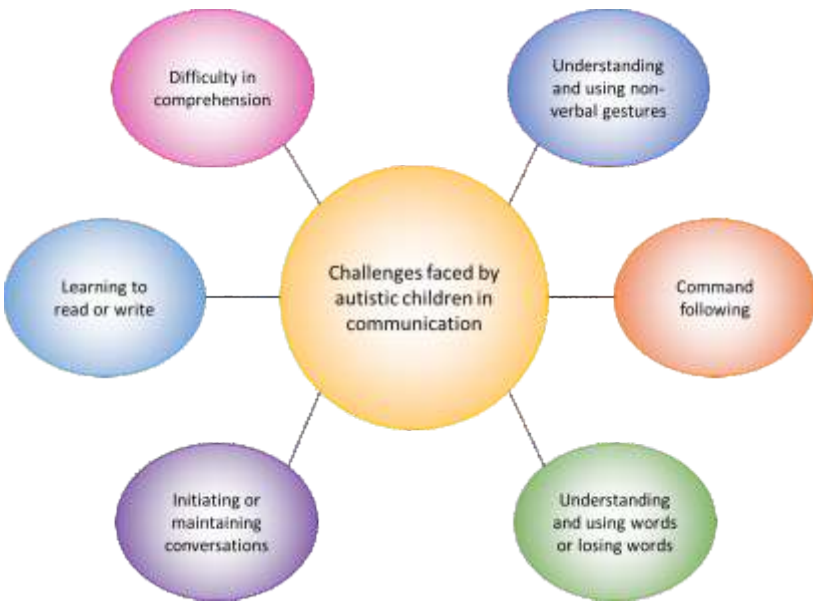 Difficulty in
comprehension
Understanding
and using non-
verbal gestures
Learning to
read or write
Challenges faced by
autistic children in
communication
Command
following
Initiating or
maintaining
conversations
Understanding
and using words
or losing words